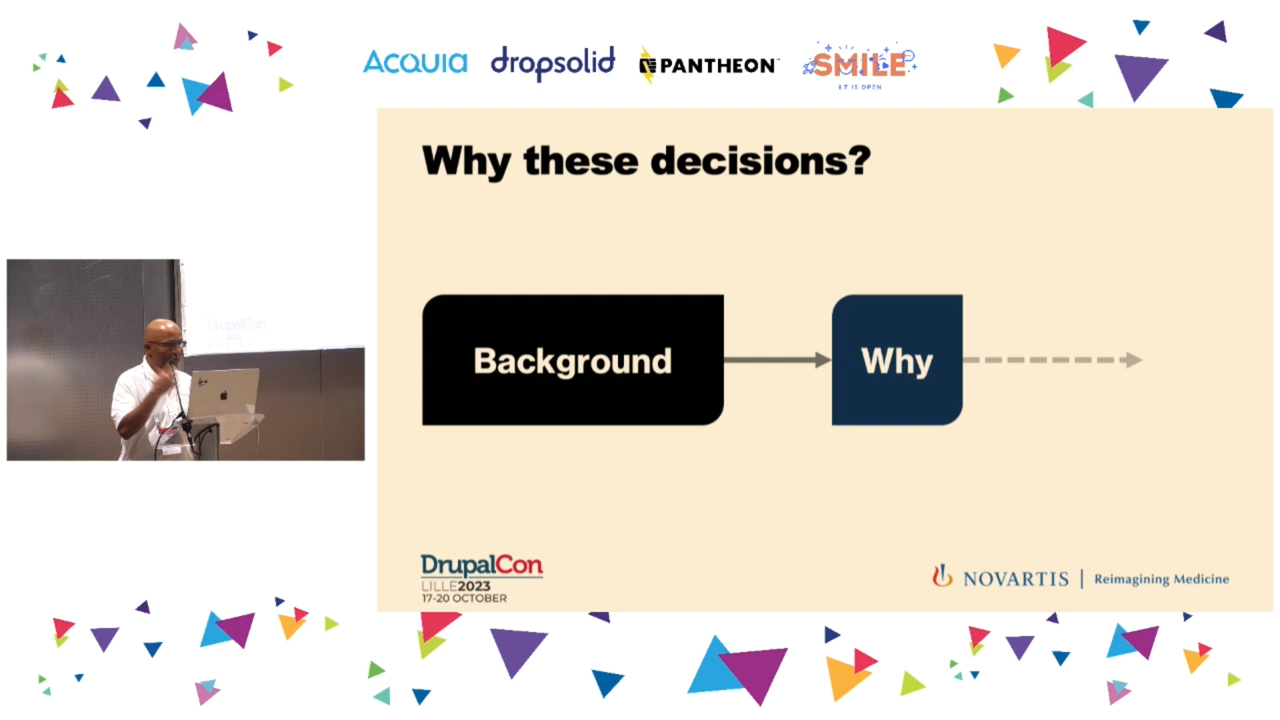 ACQUIA
dropsolid
PANTHEON
SMILE
I.T IS OPEN
Why these decisions?
Background
Why
DrupalCon
DrupalCon
LILLE2023
17-20 OCTOBER
NOVARTIS | Reimagining Medicine